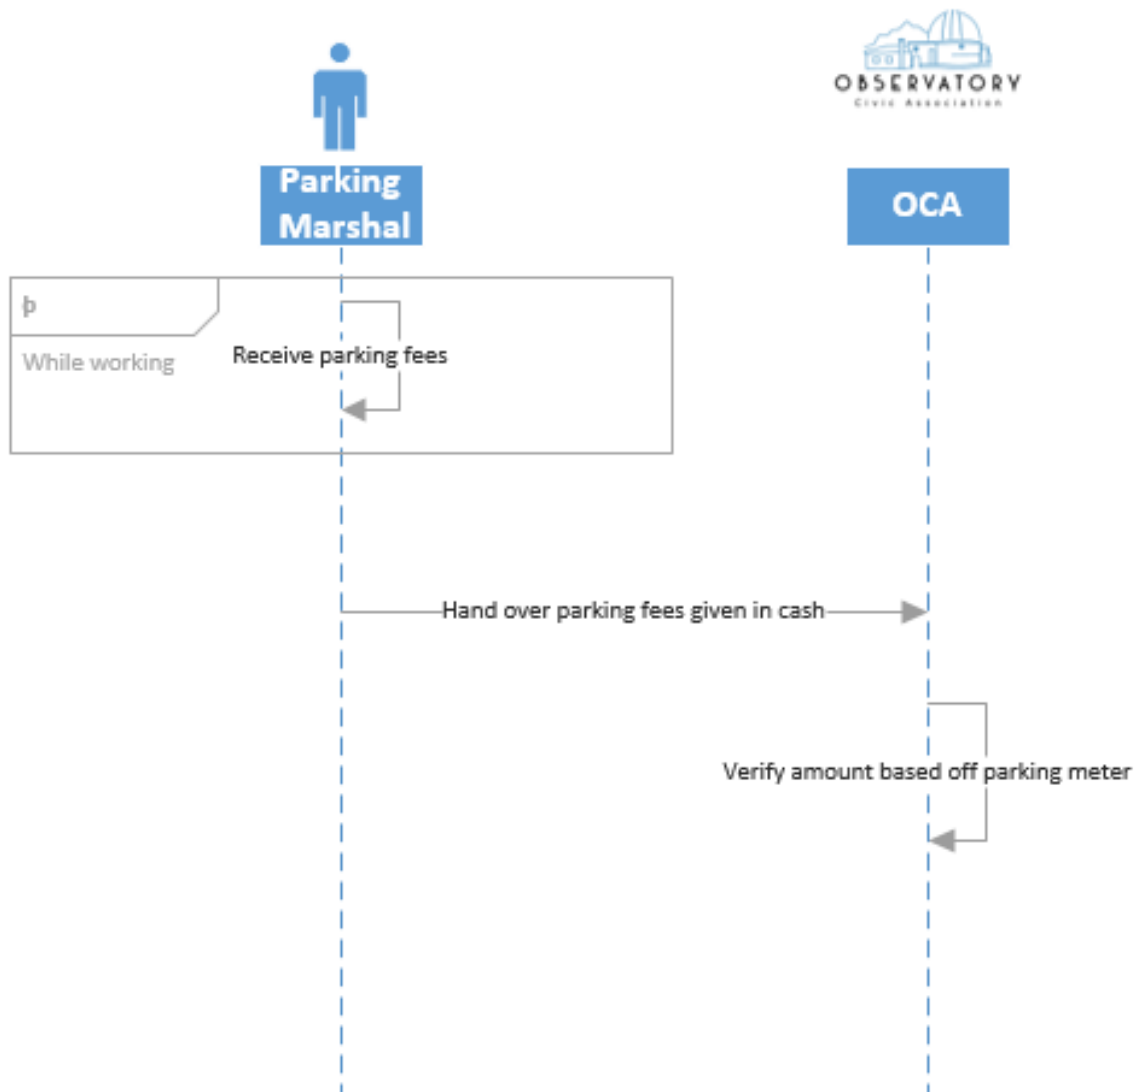 OBSERVATORY
Civic Association
Parking
Marshal
OCA
While working
Receive parking fees
Hand over parking fees given in cash
Verify amount based off parking meter